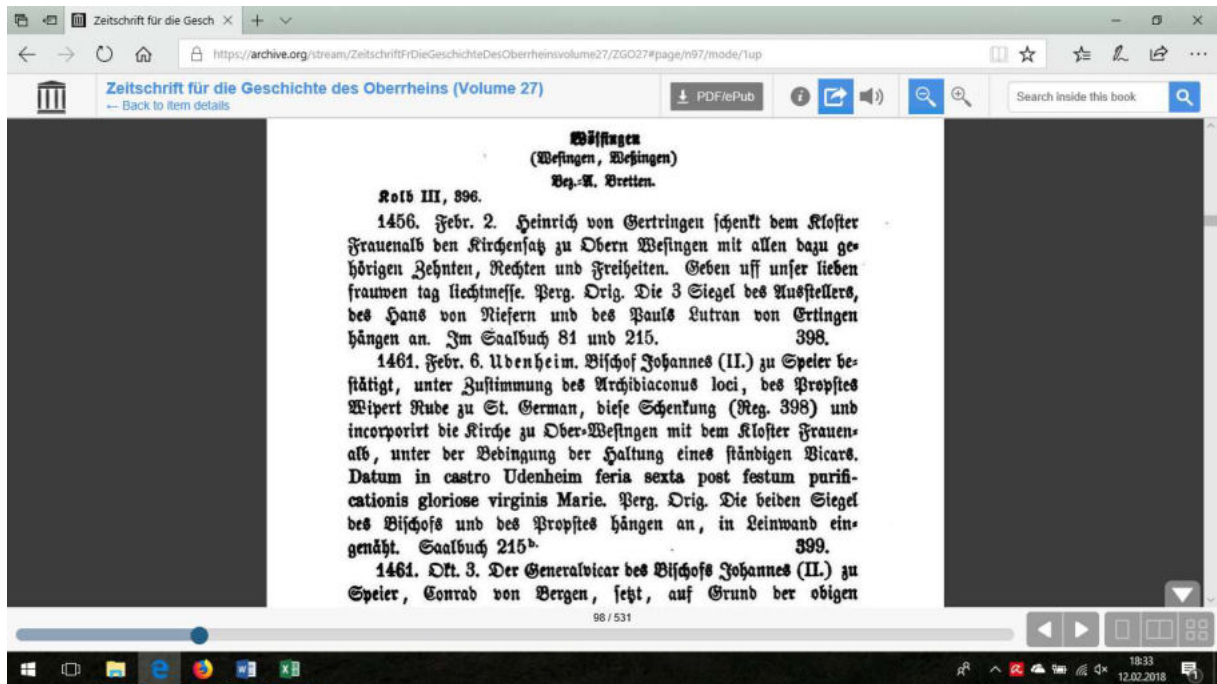 Zeitschrift für die Gesch
https://archive.org/stream/ZeitschriftFrDieGeschichteDesOberrheinsvolume27/ZGO27#page/n97/mode/1up
Zeitschrift für die Geschichte des Oberrheins (Volume 27)
← Back to item details
PDF/ePub
Search inside this book
Wössingen
(Wesingen, Weßingen)
Bez.-A. Bretten.
Kolb III, 396.
1456. Febr. 2. Heinrich von Gertringen schenkt dem Kloster
Frauenalb den Kirchensatz zu Obern Wesingen mit allen dazu ge-
hörigen Zehnten, Rechten und Freiheiten. Geben uff unser lieben
frauwen tag liechtmesse. Perg. Orig. Die 3 Siegel des Ausstellers,
des Hans von Niefern und des Pauls Lutran von Ertingen
hängen an. Im Saalbuch 81 und 215. 398.
1461. Febr. 6. Udenheim. Bischof Johannes (II.) zu Speier be-
stätigt, unter Zustimmung des Archidiaconus loci, des Propstes
Wipert Rude zu St. German, diese Schenkung (Reg. 398) und
incorporirt die Kirche zu Ober-Wesingen mit dem Kloster Frauen-
alb, unter der Bedingung der Haltung eines ständigen Vicars.
Datum in castro Udenheim feria sexta post festum purifi-
cationis gloriose virginis Marie. Perg. Orig. Die beiden Siegel
des Bischofs und des Propstes hängen an, in Leinwand ein-
genäht. Saalbuch 215b. 399.
1461. Okt. 3. Der Generalvicar des Bischofs Johannes (II.) zu
Speier, Conrad von Bergen, setzt, auf Grund der obigen
98 / 531
18:33
12.02.2018